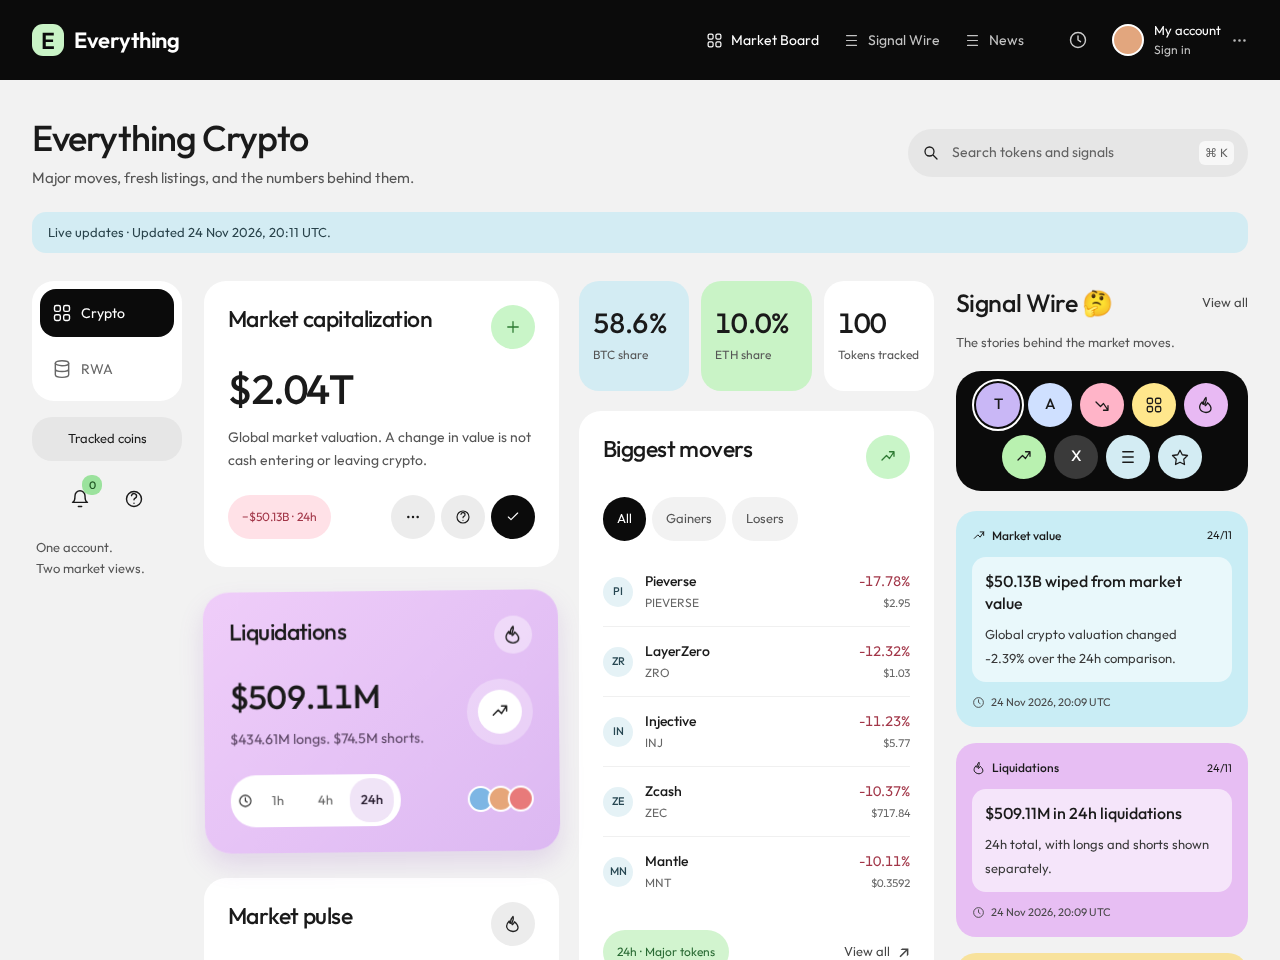 E Everything
Market Board
Signal Wire
News
My account
Sign in
Everything Crypto
Major moves, fresh listings, and the numbers behind them.
Search tokens and signals
⌘ K
Live updates · Updated 24 Nov 2026, 20:11 UTC.
Crypto
RWA
Tracked coins
0
One account.
Two market views.
Market capitalization
$2.04T
Global market valuation. A change in value is not
cash entering or leaving crypto.
−$50.13B · 24h
Liquidations
$509.11M
$434.61M longs. $74.5M shorts.
1h
4h
24h
Market pulse
58.6%
BTC share
10.0%
ETH share
100
Tokens tracked
Biggest movers
All
Gainers
Losers
PI
Pieverse
PIEVERSE
-17.78%
$2.95
ZR
LayerZero
ZRO
-12.32%
$1.03
IN
Injective
INJ
-11.23%
$5.77
ZE
Zcash
ZEC
-10.37%
$717.84
MN
Mantle
MNT
-10.11%
$0.3592
24h · Major tokens
View all
Signal Wire 🤔
View all
The stories behind the market moves.
T
A
X
Market value
24/11
$50.13B wiped from market
value
Global crypto valuation changed
-2.39% over the 24h comparison.
24 Nov 2026, 20:09 UTC
Liquidations
24/11
$509.11M in 24h liquidations
24h total, with longs and shorts shown
separately.
24 Nov 2026, 20:09 UTC